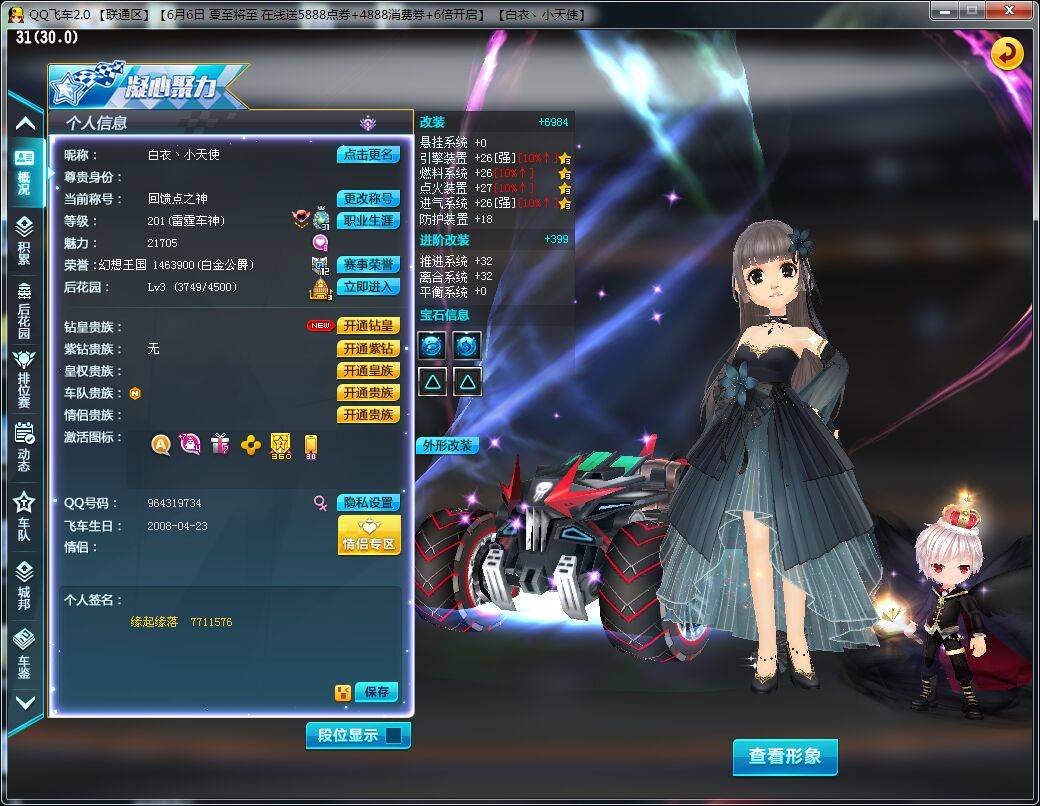 QQ飞车2.0 【联通区】【6月6日 夏至将至 在线送5888点券+4888消费券+6倍开启】 【白衣丶小天使】
31(30.0)
凝心聚力
个人信息
概况
积累
后花园
排位赛
动态
车队
城邦
车鉴
昵称： 白衣丶小天使 点击更名
尊贵身份：
当前称号： 回馈点之神 更改称号
等级： 201(雷霆车神) 31 职业生涯
魅力： 21705
荣誉：幻想王国 1463900(白金公爵) 12 赛事荣誉
后花园： Lv3 (3749/4500) 3 立即进入
钻皇贵族： NEW 开通钻皇
紫钻贵族： 无 开通紫钻
皇权贵族： 开通皇族
车队贵族： N 开通贵族
情侣贵族： 开通贵族
激活图标： A 360 30
QQ号码： 964319734 隐私设置
飞车生日： 2008-04-23
情侣： 情侣专区
个人签名：
缘起缘落 7711576
保存
段位显示
改装 +6984
悬挂系统 +0
引擎装置 +26[强][10%↑]
燃料系统 +26[10%↑]
点火装置 +27[10%↑]
进气系统 +26[强][10%↑]
防护装置 +18
进阶改装 +399
推进系统 +32
离合系统 +32
平衡系统 +0
宝石信息
外形改装
查看形象